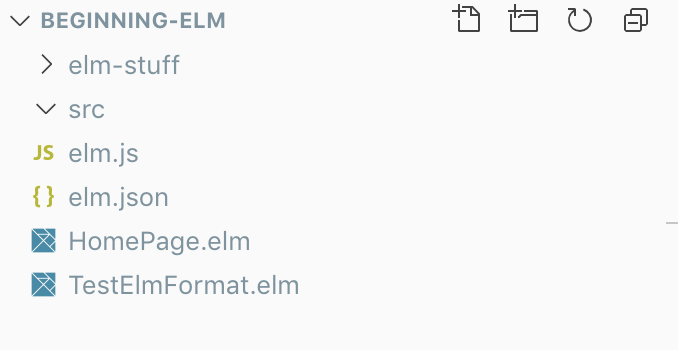 BEGINNING-ELM
elm-stuff
src
JS elm.js
{ } elm.json
HomePage.elm
TestElmFormat.elm